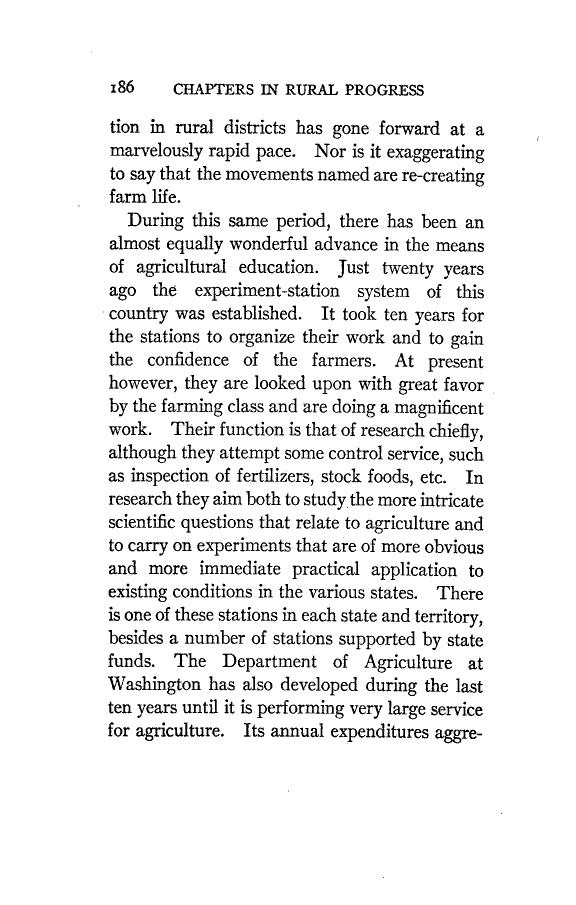 186 CHAPTERS IN RURAL PROGRESS
tion in rural districts has gone forward at a
marvelously rapid pace. Nor is it exaggerating
to say that the movements named are re-creating
farm life.
During this same period, there has been an
almost equally wonderful advance in the means
of agricultural education. Just twenty years
ago the experiment-station system of this
country was established. It took ten years for
the stations to organize their work and to gain
the confidence of the farmers. At present
however, they are looked upon with great favor
by the farming class and are doing a magnificent
work. Their function is that of research chiefly,
although they attempt some control service, such
as inspection of fertilizers, stock foods, etc. In
research they aim both to study the more intricate
scientific questions that relate to agriculture and
to carry on experiments that are of more obvious
and more immediate practical application to
existing conditions in the various states. There
is one of these stations in each state and territory,
besides a number of stations supported by state
funds. The Department of Agriculture at
Washington has also developed during the last
ten years until it is performing very large service
for agriculture. Its annual expenditures aggre-